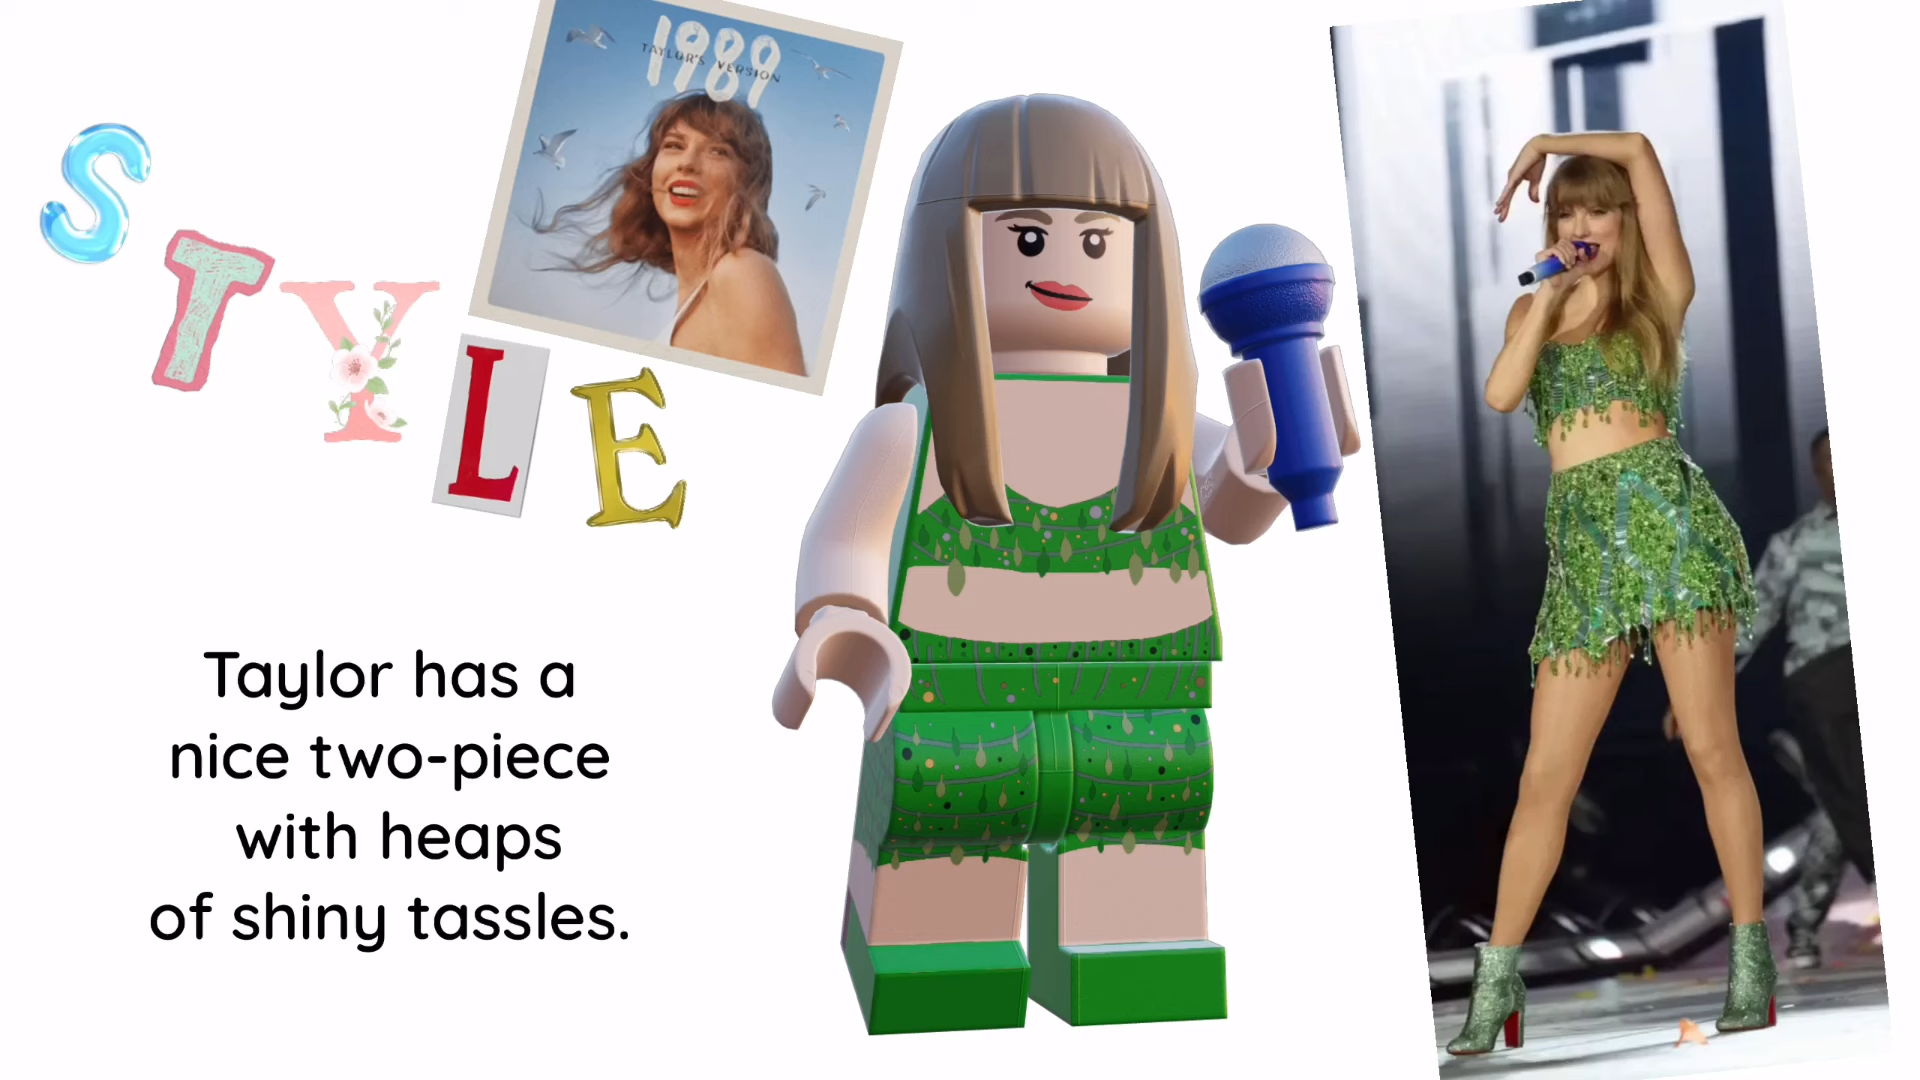 STYLE
1989
TAYLOR'S VERSION
Taylor has a
nice two-piece
with heaps
of shiny tassles.